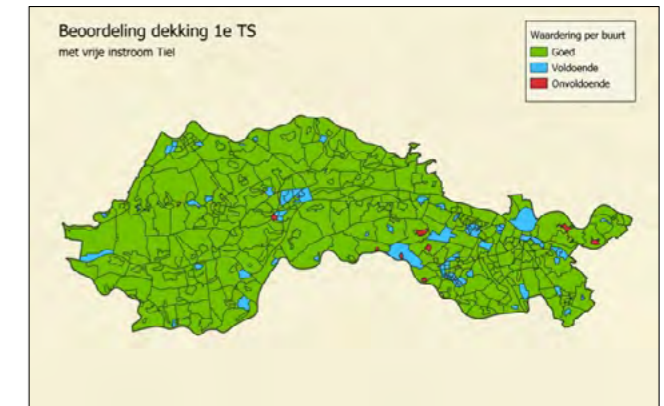 Beoordeling dekking 1e TS
met vrije instroom Tiel
Waardering per buurt
Goed
Voldoende
Onvoldoende